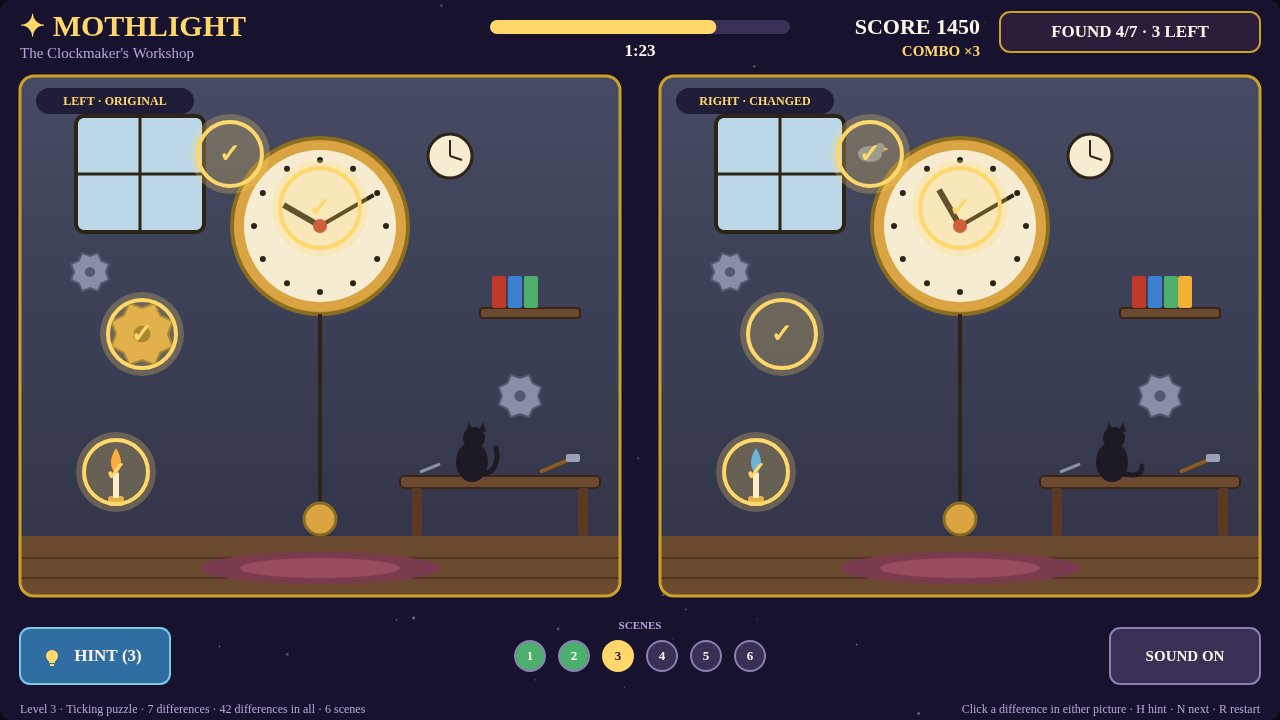 ✦ MOTHLIGHT
The Clockmaker's Workshop
1:23
SCORE 1450
COMBO ×3
FOUND 4/7 · 3 LEFT
LEFT · ORIGINAL
RIGHT · CHANGED
HINT (3)
SCENES
1 2 3 4 5 6
SOUND ON
Level 3 · Ticking puzzle · 7 differences · 42 differences in all · 6 scenes
Click a difference in either picture · H hint · N next · R restart